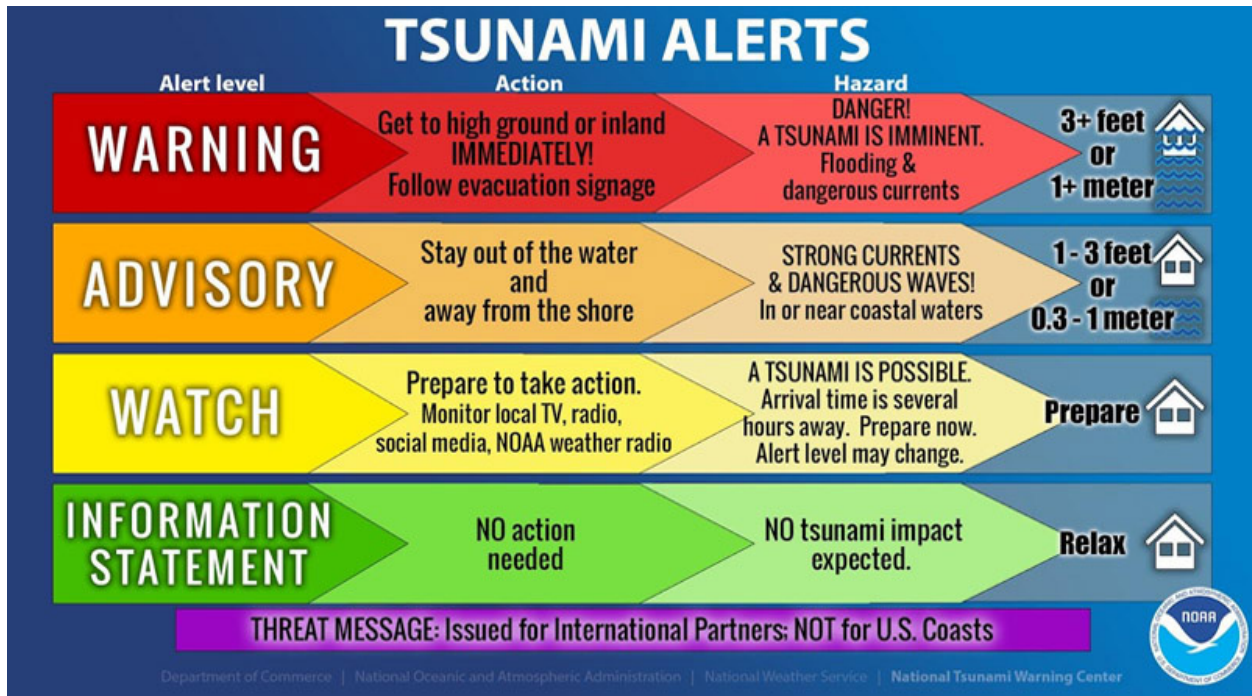 TSUNAMI ALERTS
Alert level
Action
Hazard
WARNING
Get to high ground or inland
IMMEDIATELY!
Follow evacuation signage
DANGER!
A TSUNAMI IS IMMINENT.
Flooding &
dangerous currents
3+ feet
or
1+ meter
ADVISORY
Stay out of the water
and
away from the shore
STRONG CURRENTS
& DANGEROUS WAVES!
In or near coastal waters
1 - 3 feet
or
0.3 - 1 meter
WATCH
Prepare to take action.
Monitor local TV, radio,
social media, NOAA weather radio
A TSUNAMI IS POSSIBLE.
Arrival time is several
hours away. Prepare now.
Alert level may change.
Prepare
INFORMATION
STATEMENT
NO action
needed
NO tsunami impact
expected.
Relax
THREAT MESSAGE: Issued for International Partners; NOT for U.S. Coasts
NOAA
Department of Commerce | National Oceanic and Atmospheric Administration | National Weather Service | National Tsunami Warning Center